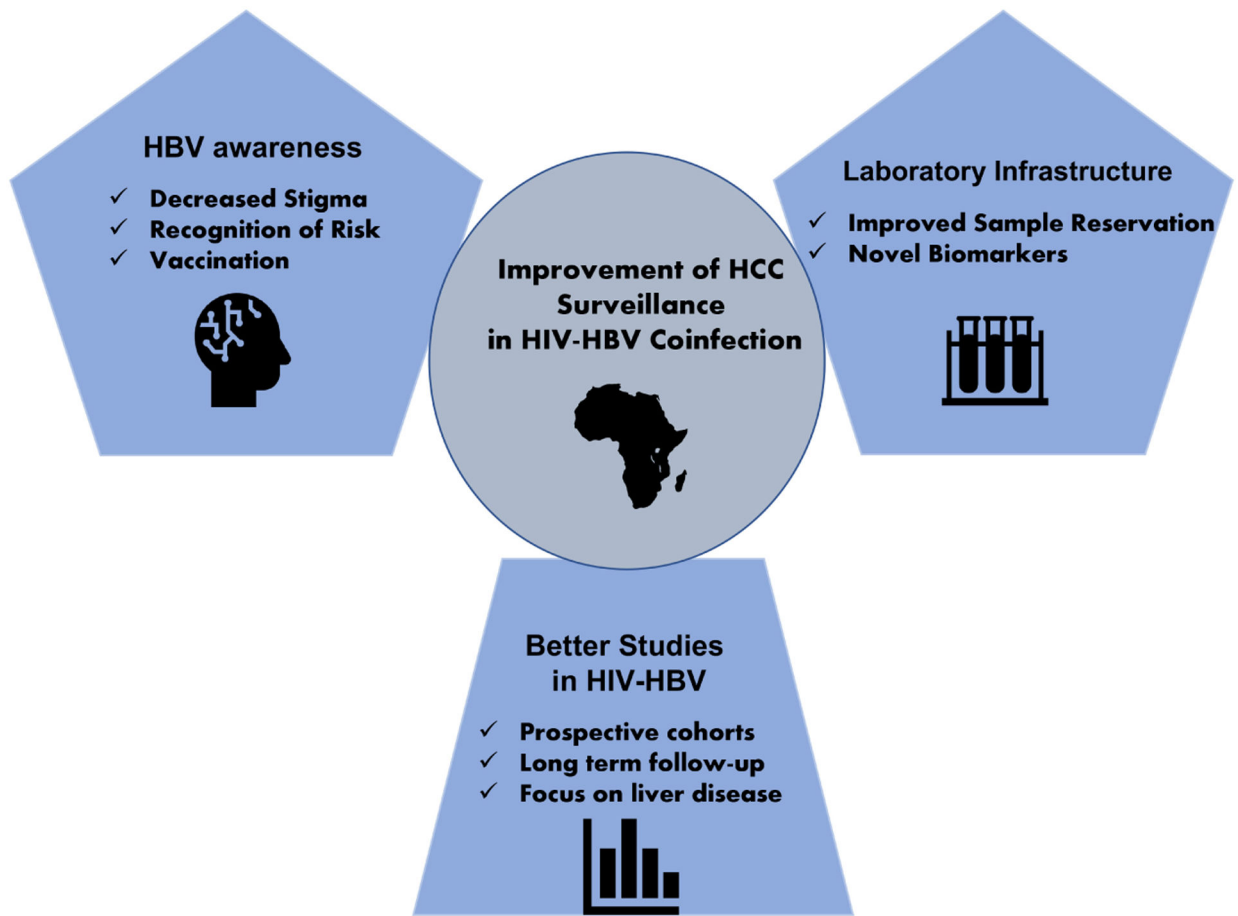 HBV awareness
✓ Decreased Stigma
✓ Recognition of Risk
✓ Vaccination
Improvement of HCC
Surveillance
in HIV-HBV Coinfection
Laboratory Infrastructure
✓ Improved Sample Reservation
✓ Novel Biomarkers
Better Studies
in HIV-HBV
✓ Prospective cohorts
✓ Long term follow-up
✓ Focus on liver disease